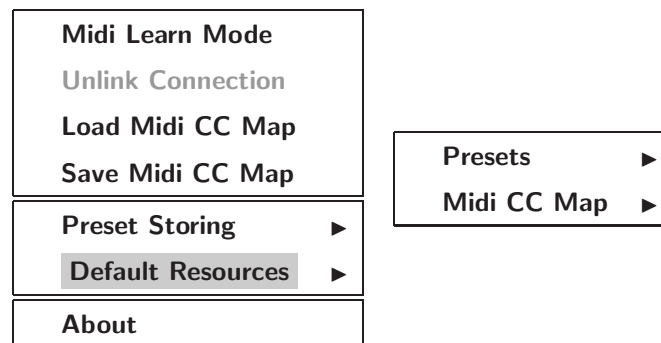 Midi Learn Mode
Unlink Connection
Load Midi CC Map
Save Midi CC Map
Preset Storing ▶
Default Resources ▶
About
Presets ▶
Midi CC Map ▶